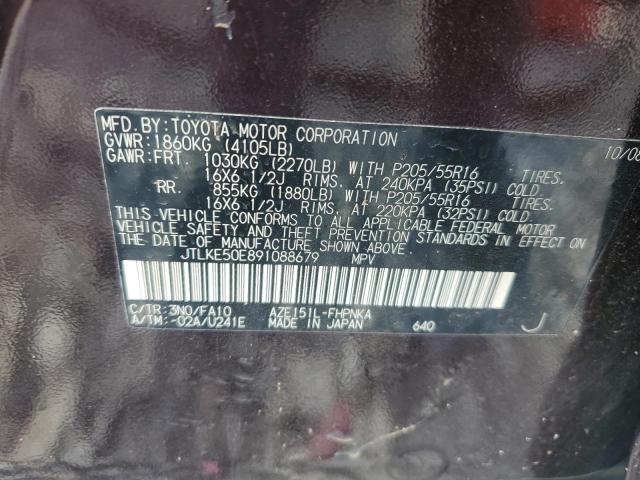 MFD.BY:TOYOTA MOTOR CORPORATION 10/08
GVWR:1860KG (4105LB)
GAWR:FRT. 1030KG (2270LB) WITH P205/55R16 TIRES.
16X6 1/2J RIMS, AT 240KPA (35PSI) COLD.
RR. 855KG (1880LB) WITH P205/55R16 TIRES.
16X6 1/2J RIMS, AT 220KPA (32PSI) COLD.
THIS VEHICLE CONFORMS TO ALL APPLICABLE FEDERAL MOTOR
VEHICLE SAFETY AND THEFT PREVENTION STANDARDS IN EFFECT ON
THE DATE OF MANUFACTURE SHOWN ABOVE.
JTLKE50E891088679 MPV
C/TR:3N0/FA10 AZE151L-FHPNKA
A/TM:-02A/U241E MADE IN JAPAN 640 J